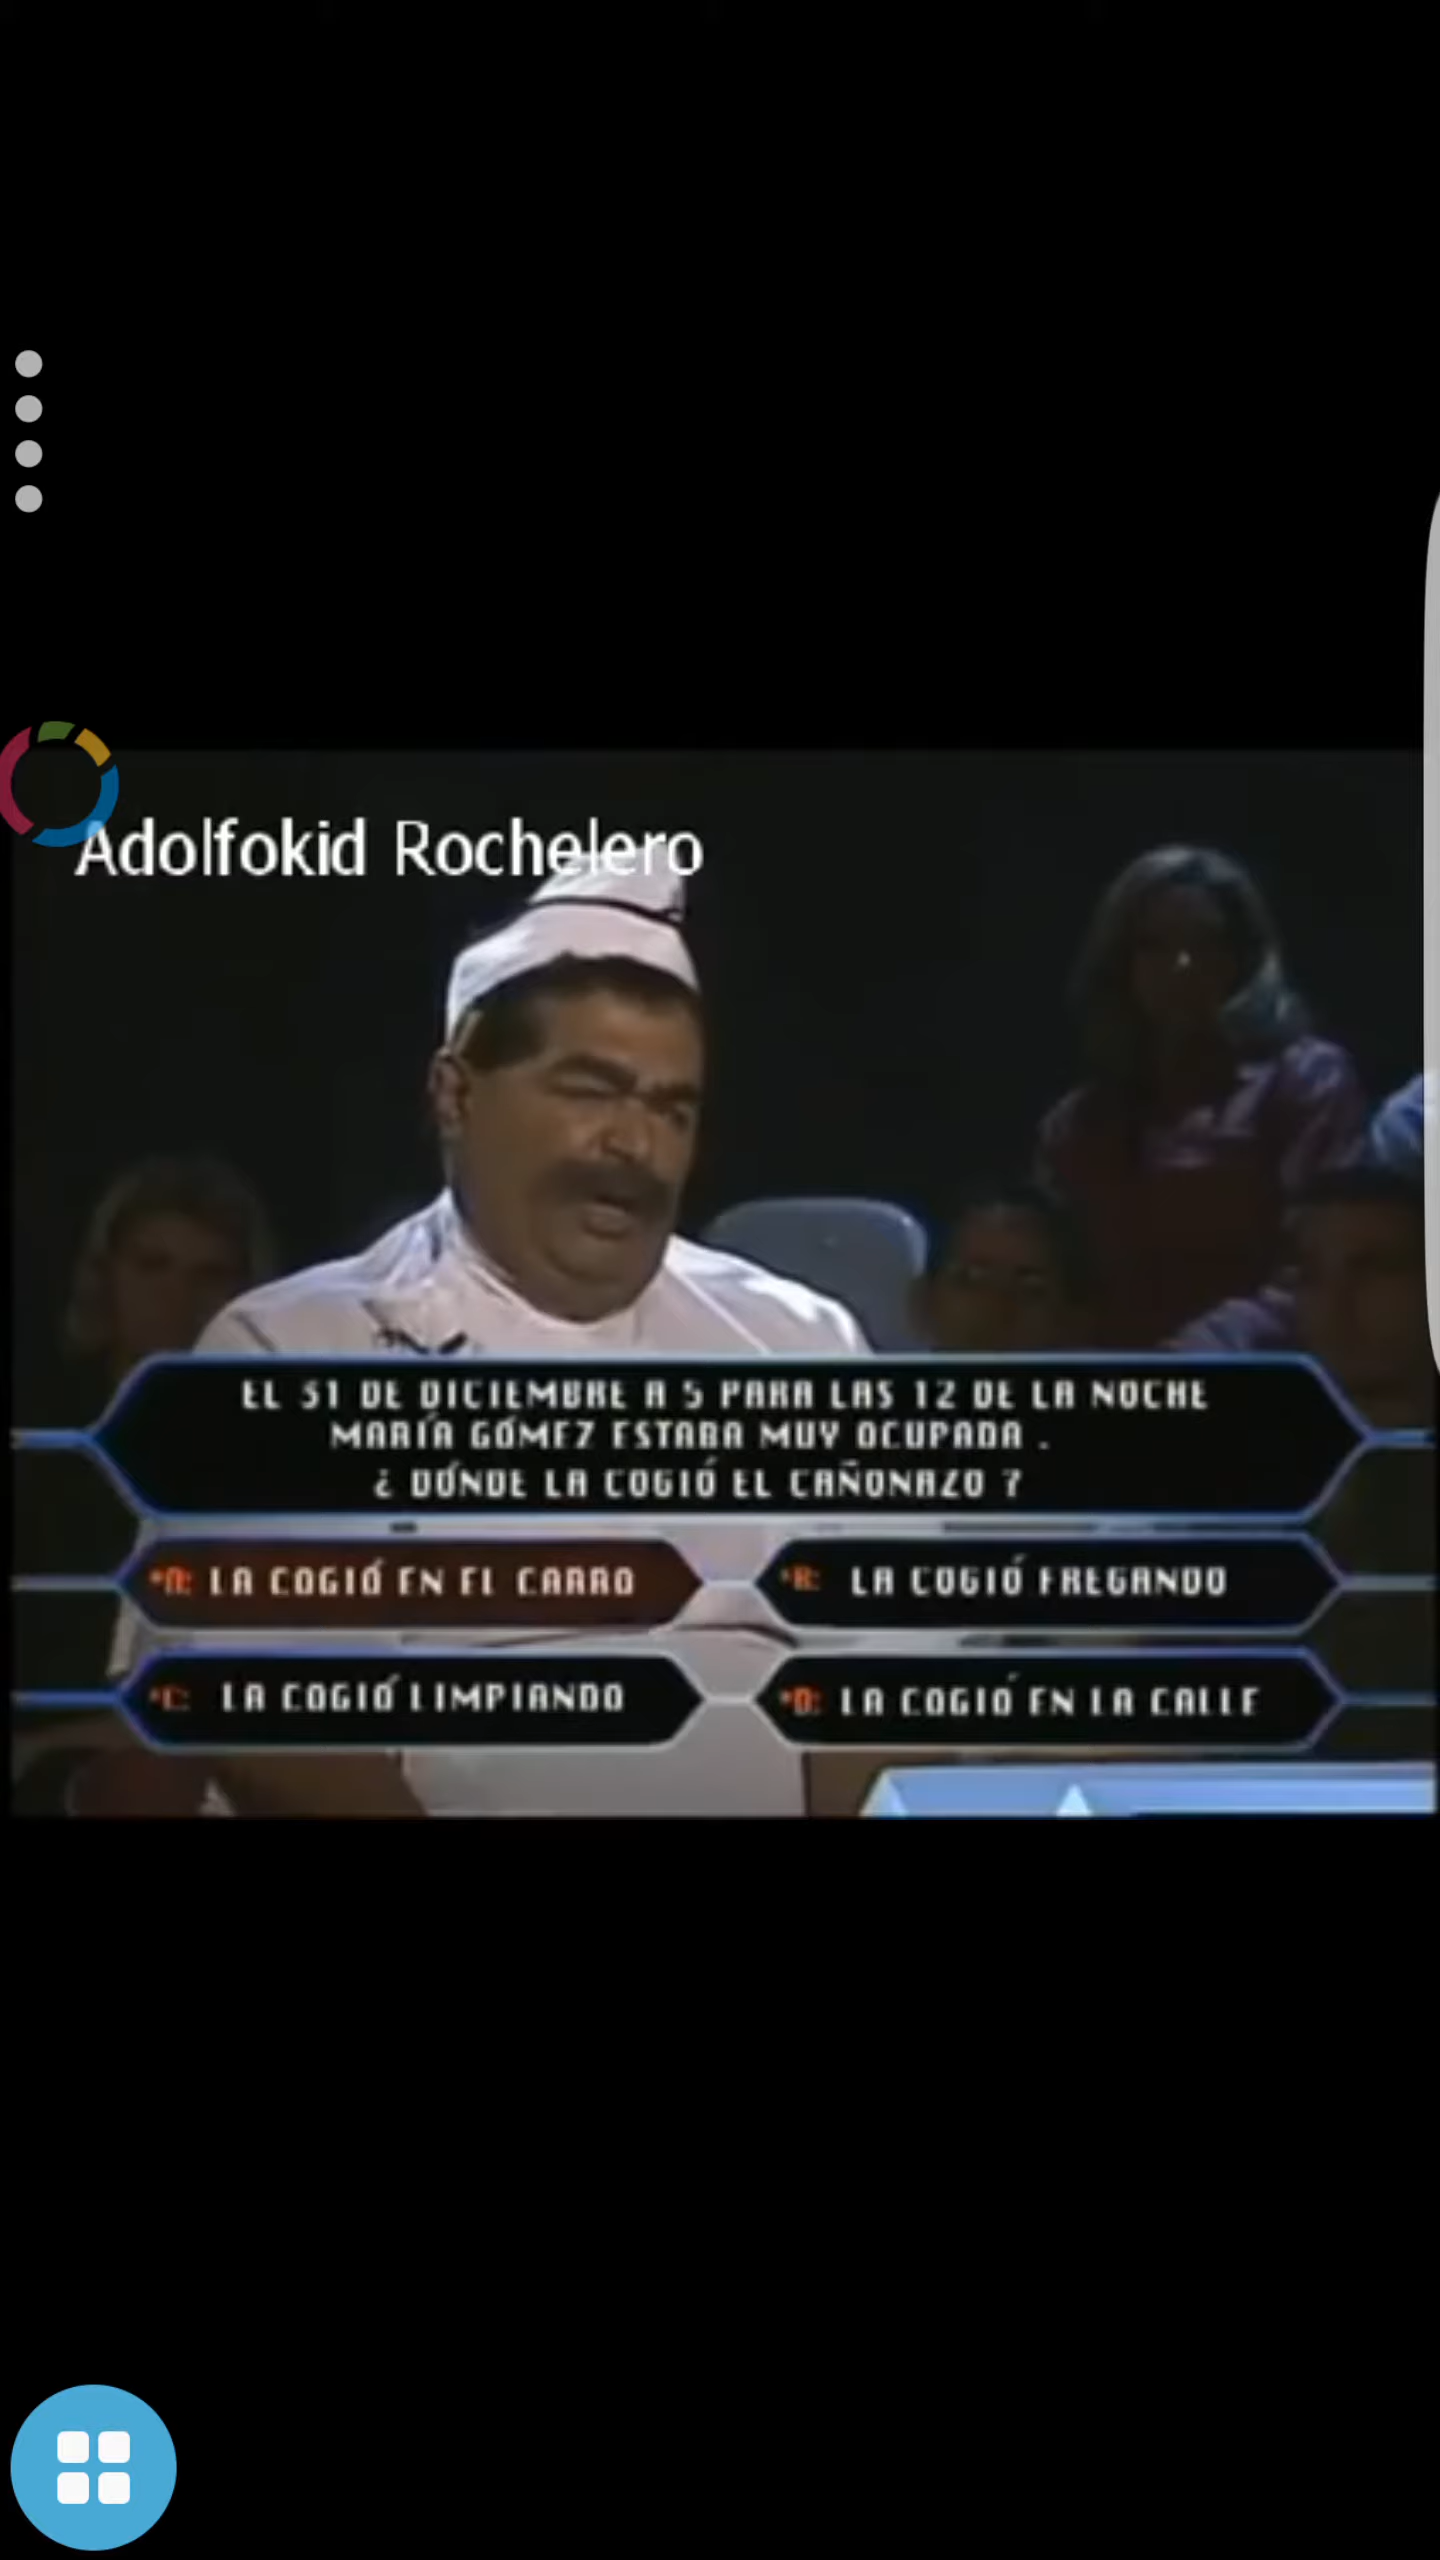 Adolfokid Rochelero
EL 31 DE DICIEMBRE A 5 PARA LAS 12 DE LA NOCHE
MARÍA GÓMEZ ESTABA MUY OCUPADA .
¿ DÓNDE LA COGIÓ EL CAÑONAZO ?
*A: LA COGIÓ EN EL CARRO
*B: LA COGIÓ FREGANDO
*C: LA COGIÓ LIMPIANDO
*D: LA COGIÓ EN LA CALLE